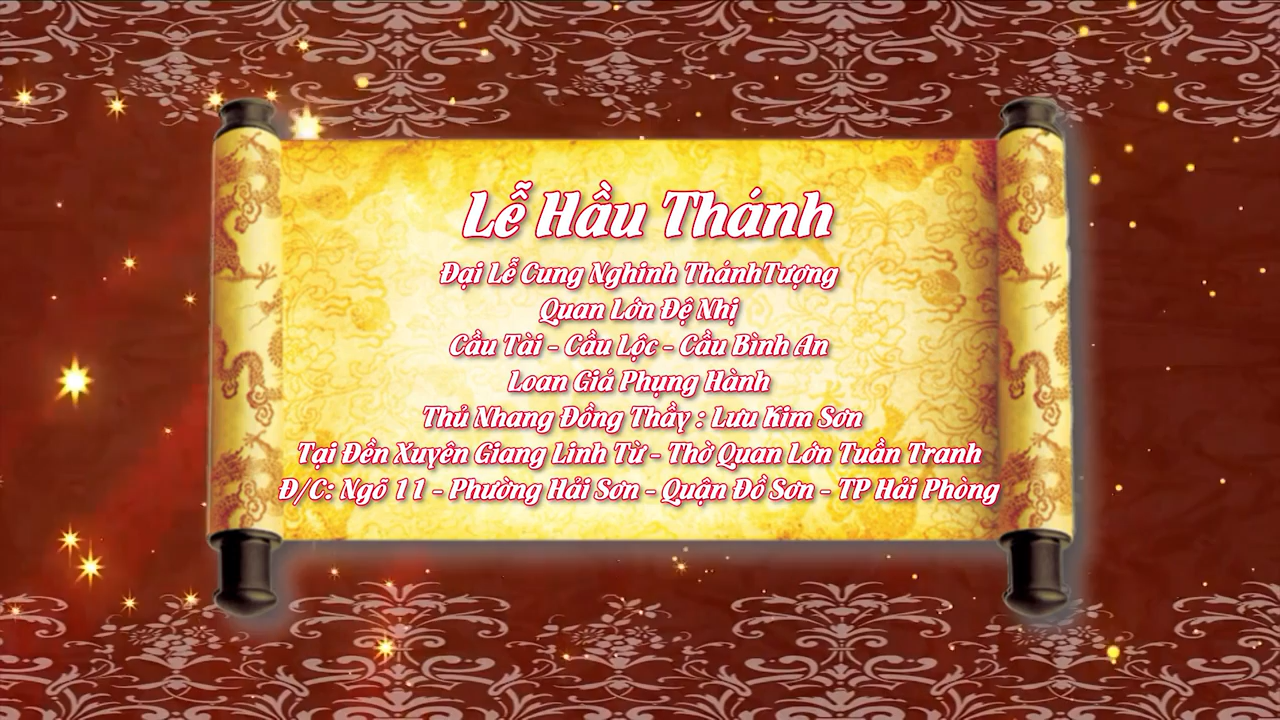 Lễ Hầu Thánh
Đại Lễ Cung Nghinh ThánhTượng
Quan Lớn Đệ Nhị
Cầu Tài - Cầu Lộc - Cầu Bình An
Loan Giá Phụng Hành
Thủ Nhang Đồng Thầy : Lưu Kim Sơn
Tại Đền Xuyên Giang Linh Từ - Thờ Quan Lớn Tuần Tranh
Đ/C: Ngõ 11 - Phường Hải Sơn - Quận Đồ Sơn - TP Hải Phòng